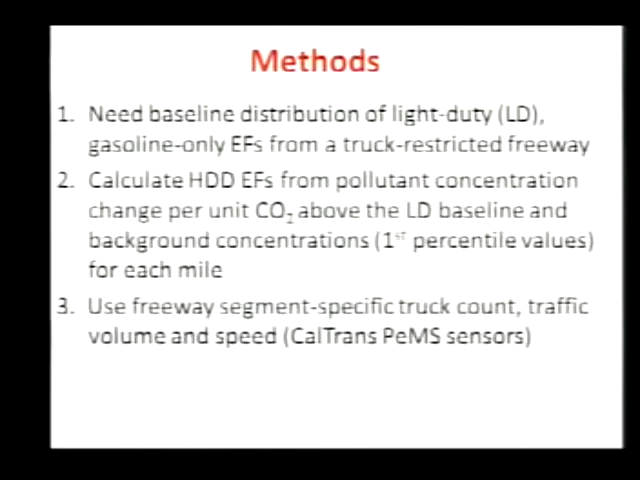 Methods
1. Need baseline distribution of light-duty (LD),
gasoline-only EFs from a truck-restricted freeway
2. Calculate HDD EFs from pollutant concentration
change per unit CO₂ above the LD baseline and
background concentrations (1st percentile values)
for each mile
3. Use freeway segment-specific truck count, traffic
volume and speed (CalTrans PeMS sensors)